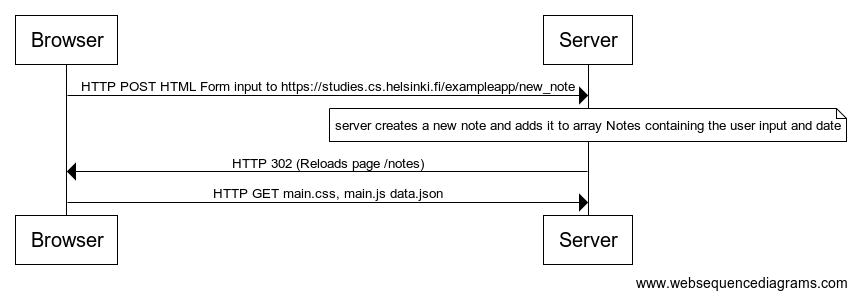 Browser Server
HTTP POST HTML Form input to https://studies.cs.helsinki.fi/exampleapp/new_note
server creates a new note and adds it to array Notes containing the user input and date
HTTP 302 (Reloads page /notes)
HTTP GET main.css, main.js data.json
Browser Server
www.websequencediagrams.com